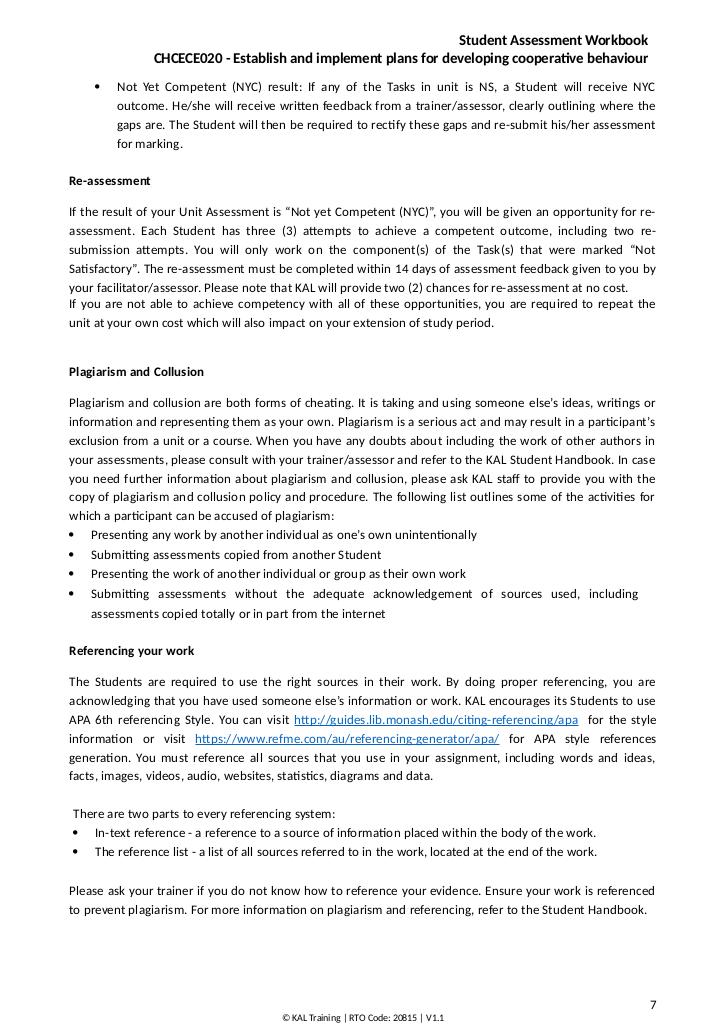 Student Assessment Workbook
CHCECE020 - Establish and implement plans for developing cooperative behaviour
• Not Yet Competent (NYC) result: If any of the Tasks in unit is NS, a Student will receive NYC
outcome. He/she will receive written feedback from a trainer/assessor, clearly outlining where the
gaps are. The Student will then be required to rectify these gaps and re-submit his/her assessment
for marking.
Re-assessment
If the result of your Unit Assessment is “Not yet Competent (NYC)”, you will be given an opportunity for re-
assessment. Each Student has three (3) attempts to achieve a competent outcome, including two re-
submission attempts. You will only work on the component(s) of the Task(s) that were marked “Not
Satisfactory”. The re-assessment must be completed within 14 days of assessment feedback given to you by
your facilitator/assessor. Please note that KAL will provide two (2) chances for re-assessment at no cost.
If you are not able to achieve competency with all of these opportunities, you are required to repeat the
unit at your own cost which will also impact on your extension of study period.
Plagiarism and Collusion
Plagiarism and collusion are both forms of cheating. It is taking and using someone else’s ideas, writings or
information and representing them as your own. Plagiarism is a serious act and may result in a participant’s
exclusion from a unit or a course. When you have any doubts about including the work of other authors in
your assessments, please consult with your trainer/assessor and refer to the KAL Student Handbook. In case
you need further information about plagiarism and collusion, please ask KAL staff to provide you with the
copy of plagiarism and collusion policy and procedure. The following list outlines some of the activities for
which a participant can be accused of plagiarism:
• Presenting any work by another individual as one’s own unintentionally
• Submitting assessments copied from another Student
• Presenting the work of another individual or group as their own work
• Submitting assessments without the adequate acknowledgement of sources used, including
assessments copied totally or in part from the internet
Referencing your work
The Students are required to use the right sources in their work. By doing proper referencing, you are
acknowledging that you have used someone else’s information or work. KAL encourages its Students to use
APA 6th referencing Style. You can visit http://guides.lib.monash.edu/citing-referencing/apa for the style
information or visit https://www.refme.com/au/referencing-generator/apa/ for APA style references
generation. You must reference all sources that you use in your assignment, including words and ideas,
facts, images, videos, audio, websites, statistics, diagrams and data.
There are two parts to every referencing system:
• In-text reference - a reference to a source of information placed within the body of the work.
• The reference list - a list of all sources referred to in the work, located at the end of the work.
Please ask your trainer if you do not know how to reference your evidence. Ensure your work is referenced
to prevent plagiarism. For more information on plagiarism and referencing, refer to the Student Handbook.
7
© KAL Training | RTO Code: 20815 | V1.1